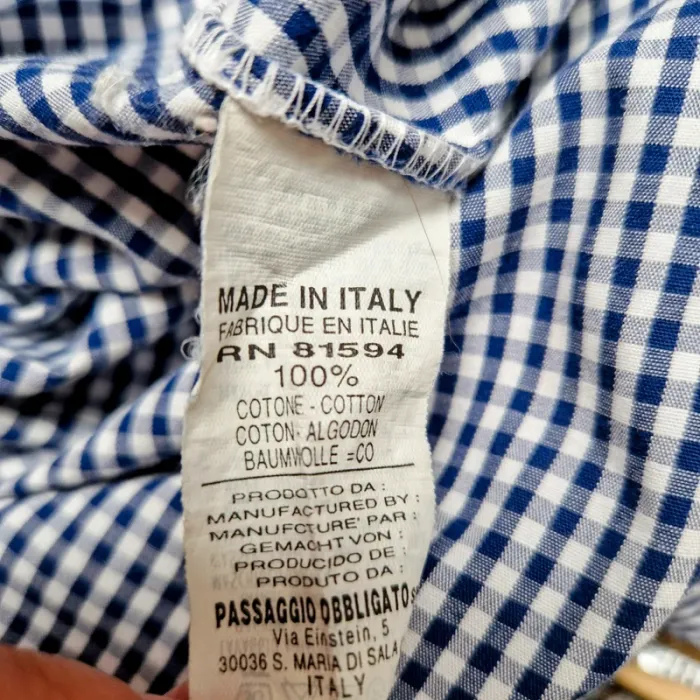 MADE IN ITALY
FABRIQUE EN ITALIE
RN 81594
100%
COTONE - COTTON
COTON - ALGODON
BAUMWOLLE =CO
PRODOTTO DA :
MANUFACTURED BY :
MANUFCTURE' PAR :
GEMACHT VON :
PRODUCIDO DE :
PRODUTO DA :
PASSAGGIO OBBLIGATO
Via Einstein, 5
30036 S. MARIA DI SALA
ITALY